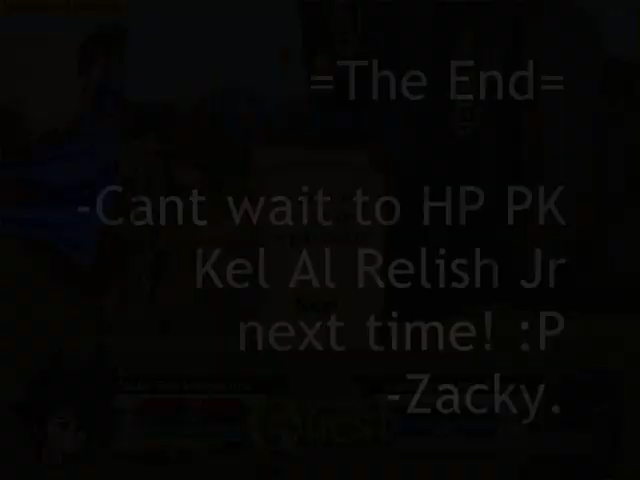 =The End=
-Cant wait to HP PK
Kel Al Relish Jr
next time! :P
-Zacky.